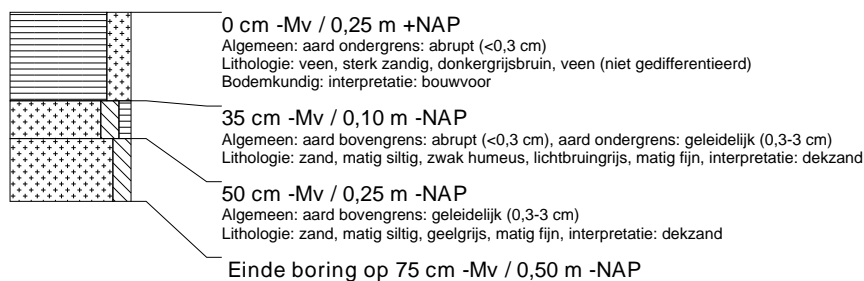 0 cm -Mv / 0,25 m +NAP
Algemeen: aard ondergrens: abrupt (<0,3 cm)
Lithologie: veen, sterk zandig, donkergrijsbruin, veen (niet gedifferentieerd)
Bodemkundig: interpretatie: bouwvoor
35 cm -Mv / 0,10 m -NAP
Algemeen: aard bovengrens: abrupt (<0,3 cm), aard ondergrens: geleidelijk (0,3-3 cm)
Lithologie: zand, matig siltig, zwak humeus, lichtbruingrijs, matig fijn, interpretatie: dekzand
50 cm -Mv / 0,25 m -NAP
Algemeen: aard bovengrens: geleidelijk (0,3-3 cm)
Lithologie: zand, matig siltig, geelgrijs, matig fijn, interpretatie: dekzand
Einde boring op 75 cm -Mv / 0,50 m -NAP